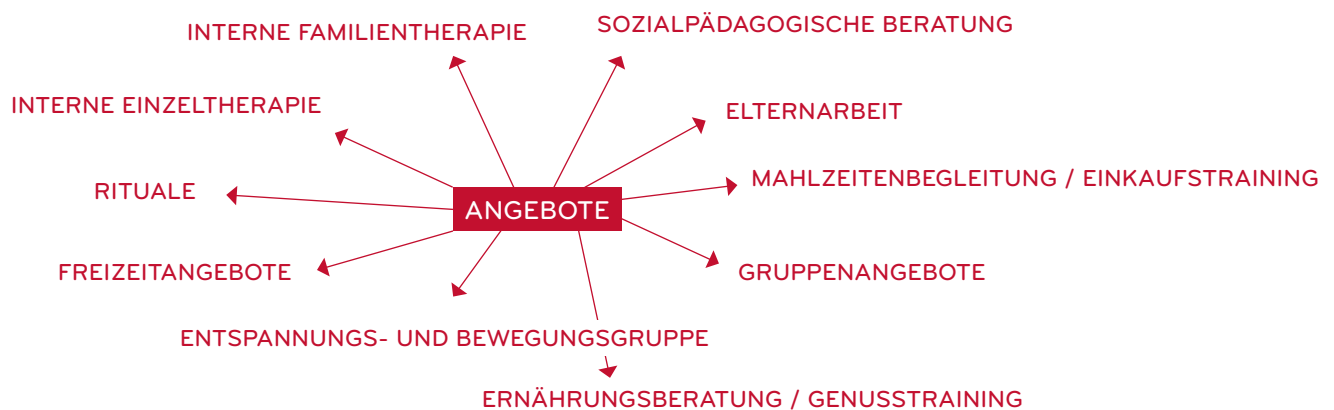 SOZIALPÄDAGOGISCHE BERATUNG
INTERNE FAMILIENTHERAPIE
INTERNE EINZELTHERAPIE
ELTERNARBEIT
MAHLZEITENBEGLEITUNG / EINKAUFSTRAINING
RITUALE
ANGEBOTE
FREIZEITANGEBOTE
GRUPPENANGEBOTE
ENTSPANNUNGS- UND BEWEGUNGSGRUPPE
ERNÄHRUNGSBERATUNG / GENUSSTRAINING